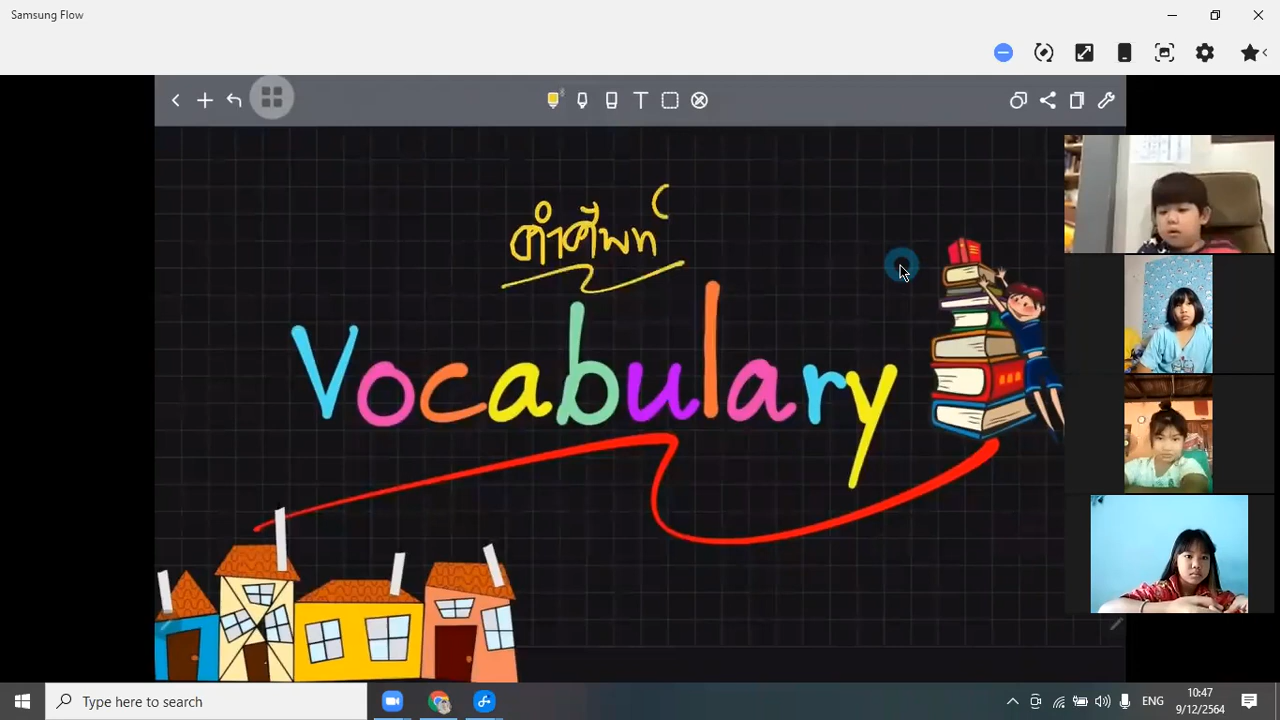 Samsung Flow
คำศัพท์
Vocabulary
Type here to search
ENG
10:47
9/12/2564